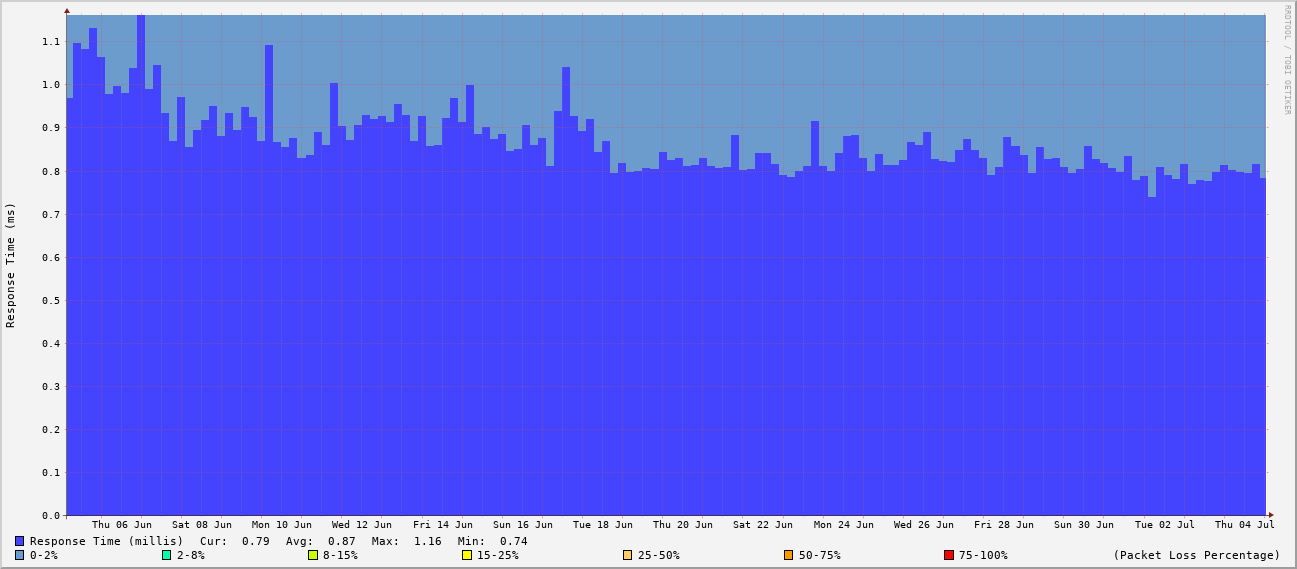 RRDTOOL / TOBI OETIKER
Response Time (ms)
1.1
1.0
0.9
0.8
0.7
0.6
0.5
0.4
0.3
0.2
0.1
0.0
Thu 06 Jun Sat 08 Jun Mon 10 Jun Wed 12 Jun Fri 14 Jun Sun 16 Jun Tue 18 Jun Thu 20 Jun Sat 22 Jun Mon 24 Jun Wed 26 Jun Fri 28 Jun Sun 30 Jun Tue 02 Jul Thu 04 Jul
Response Time (millis) Cur: 0.79 Avg: 0.87 Max: 1.16 Min: 0.74
0-2% 2-8% 8-15% 15-25% 25-50% 50-75% 75-100% (Packet Loss Percentage)